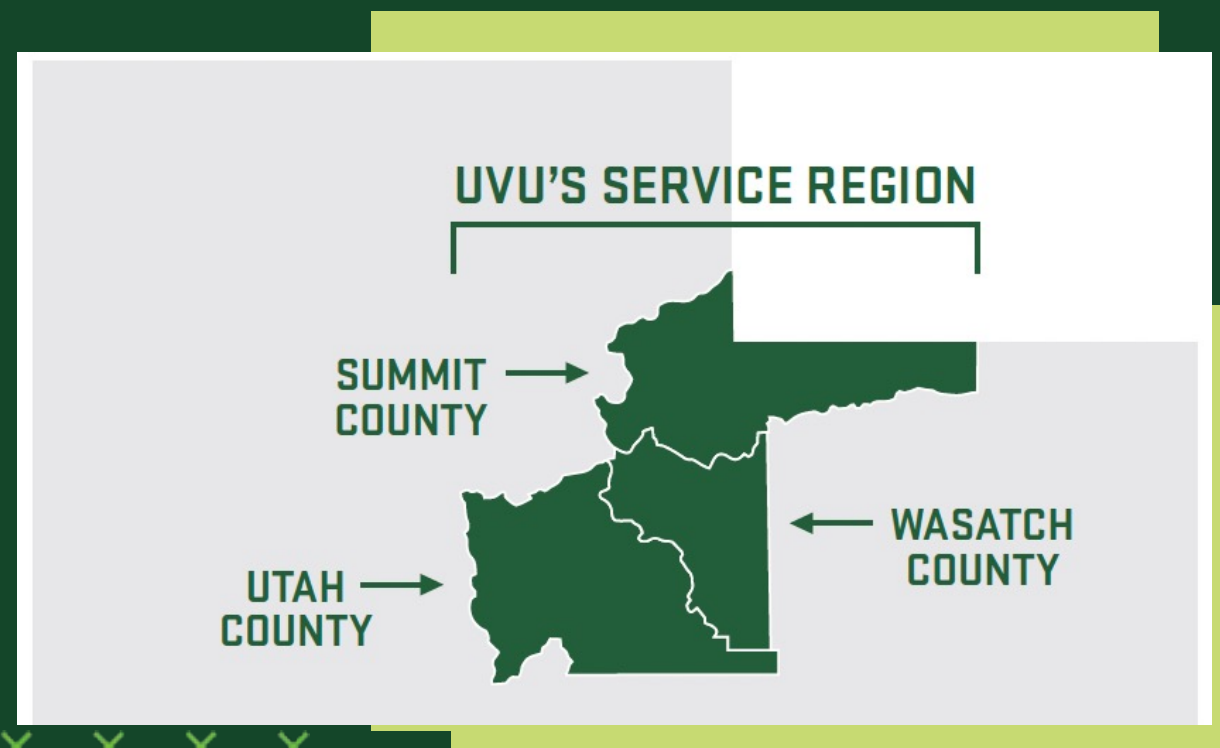 UVU'S SERVICE REGION
SUMMIT
COUNTY
WASATCH
COUNTY
UTAH
COUNTY